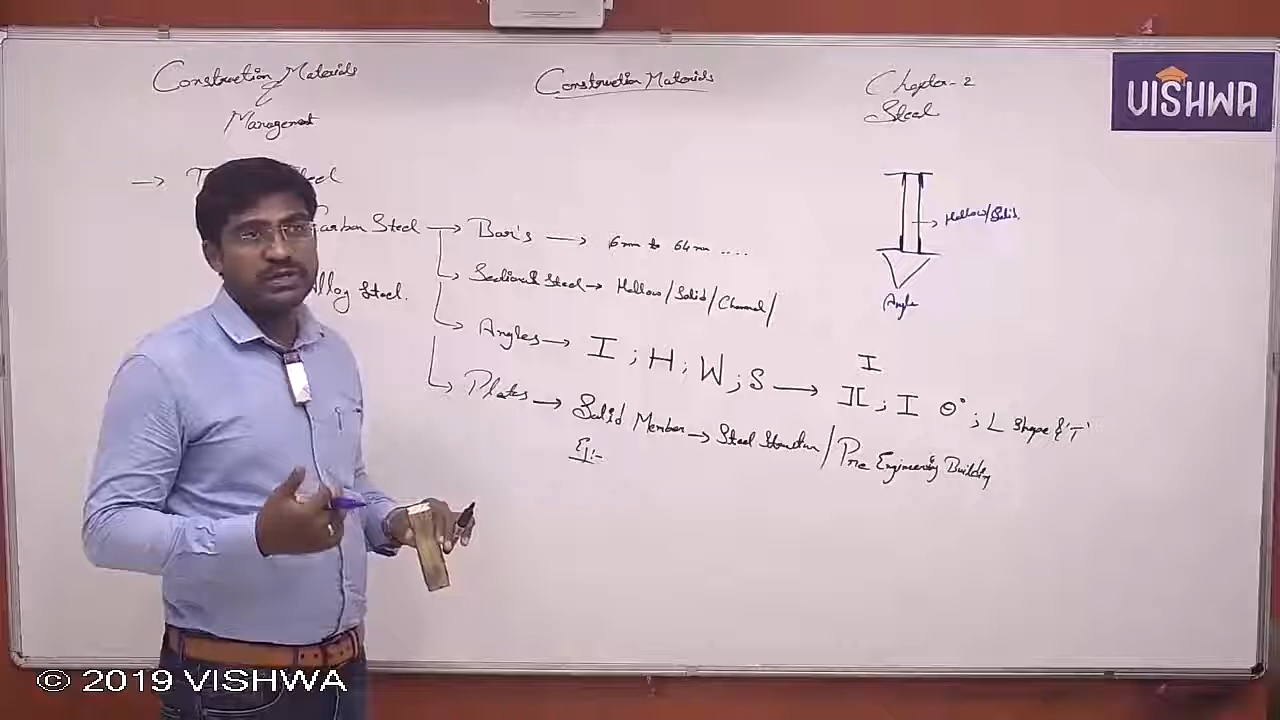 Construction Materials
&
Management
Construction Materials
Chapter-2
Steel
VISHWA
→ Steel
Carbon Steel → Bar's → 6mm to 64mm ....
Sectional Steel → Hollow/Solid/Channel/
Alloy Steel.
Angles → I ; H ; W ; S → ][ ; I ⊖° ; L Shape & 'T'
I
Plates → Solid Member → Steel Structure/Pre Engineering Building
Eg:-
→ Hollow/Solid.
Angle
© 2019 VISHWA